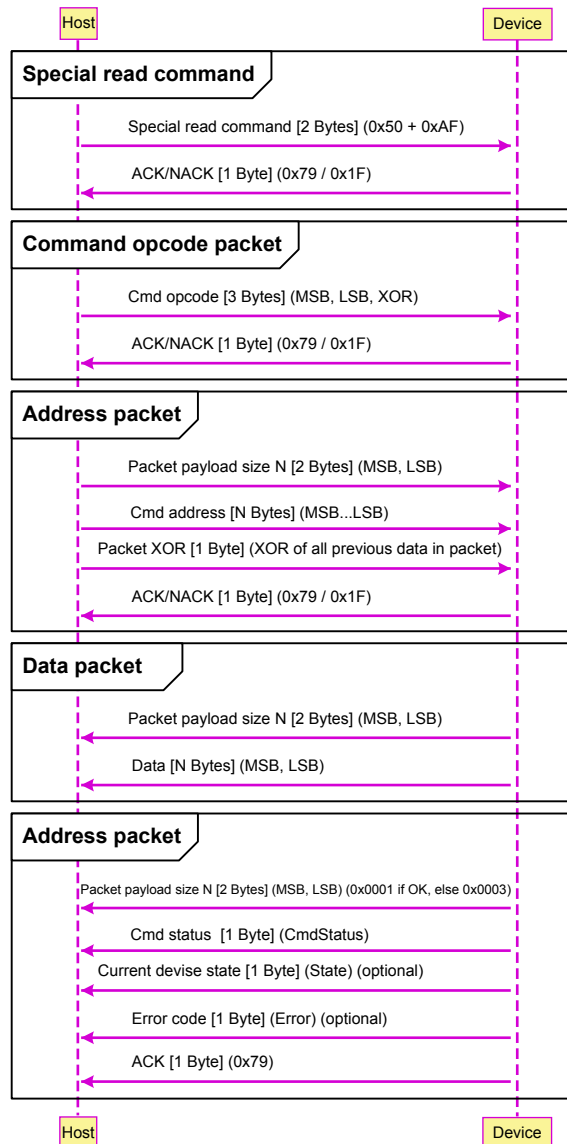 Host Device
Special read command
Special read command [2 Bytes] (0x50 + 0xAF)
ACK/NACK [1 Byte] (0x79 / 0x1F)
Command opcode packet
Cmd opcode [3 Bytes] (MSB, LSB, XOR)
ACK/NACK [1 Byte] (0x79 / 0x1F)
Address packet
Packet payload size N [2 Bytes] (MSB, LSB)
Cmd address [N Bytes] (MSB...LSB)
Packet XOR [1 Byte] (XOR of all previous data in packet)
ACK/NACK [1 Byte] (0x79 / 0x1F)
Data packet
Packet payload size N [2 Bytes] (MSB, LSB)
Data [N Bytes] (MSB, LSB)
Address packet
Packet payload size N [2 Bytes] (MSB, LSB) (0x0001 if OK, else 0x0003)
Cmd status [1 Byte] (CmdStatus)
Current devise state [1 Byte] (State) (optional)
Error code [1 Byte] (Error) (optional)
ACK [1 Byte] (0x79)
Host Device